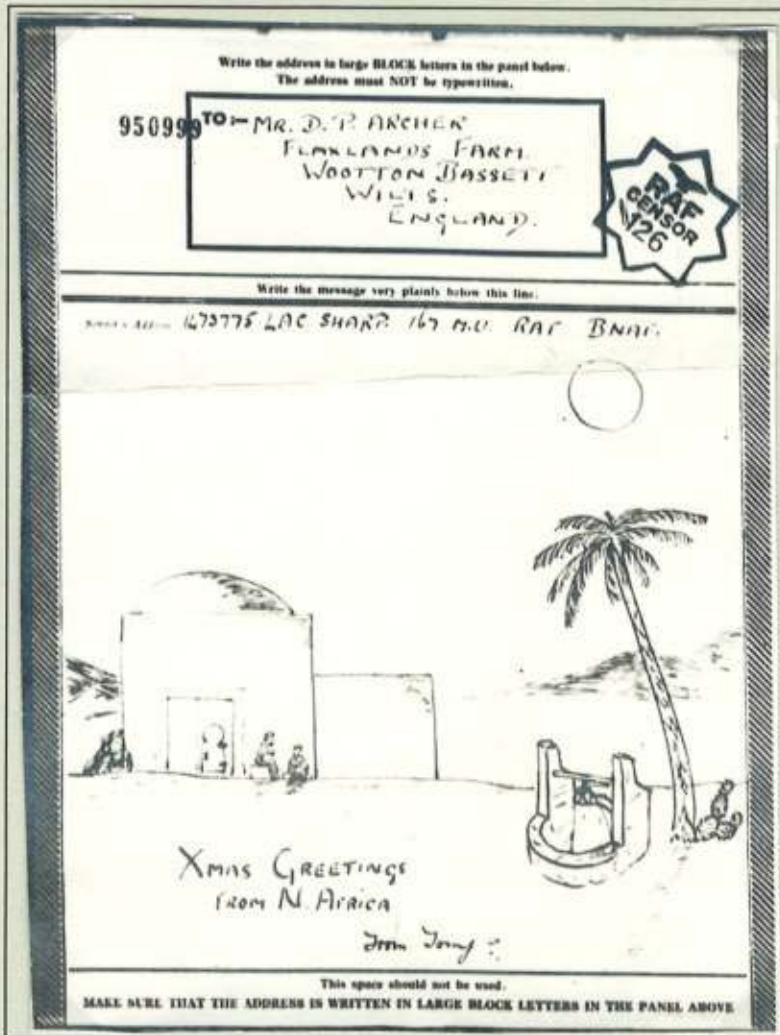 Write the address in large BLOCK letters in the panel below.
The address must NOT be typewritten.
950999
TO:— MR. D. P. ARCHER
FLAXLANDS FARM
WOOTTON BASSETT
WILTS.
ENGLAND.
RAF
CENSOR
126
Write the message very plainly below this line.
LAC SHARP. 167 M.U. RAF BNAF.
XMAS GREETINGS
FROM N. AFRICA
From Tony
This space should not be used.
MAKE SURE THAT THE ADDRESS IS WRITTEN IN LARGE BLOCK LETTERS IN THE PANEL ABOVE